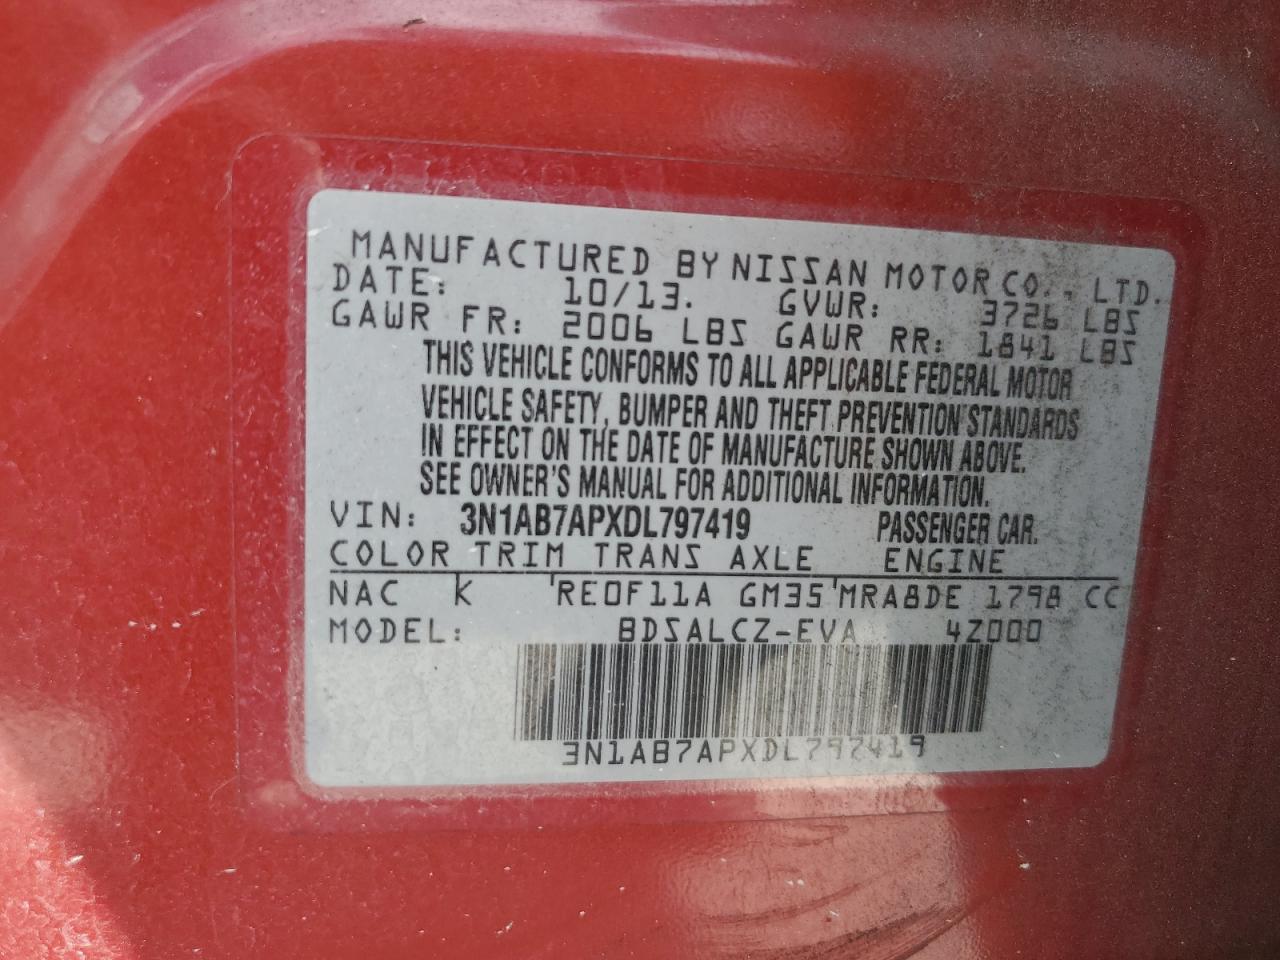 MANUFACTURED BY NISSAN MOTOR CO., LTD.
DATE: 10/13. GVWR: 3726 LBS
GAWR FR: 2006 LBS GAWR RR: 1841 LBS
THIS VEHICLE CONFORMS TO ALL APPLICABLE FEDERAL MOTOR
VEHICLE SAFETY, BUMPER AND THEFT PREVENTION STANDARDS
IN EFFECT ON THE DATE OF MANUFACTURE SHOWN ABOVE.
SEE OWNER'S MANUAL FOR ADDITIONAL INFORMATION.
VIN: 3N1AB7APXDL797419 PASSENGER CAR.
COLOR TRIM TRANS AXLE ENGINE
NAC K RE0F11A GM35 MRA8DE 1798 CC
MODEL: BDSALCZ-EVA 4Z000
3N1AB7APXDL797419